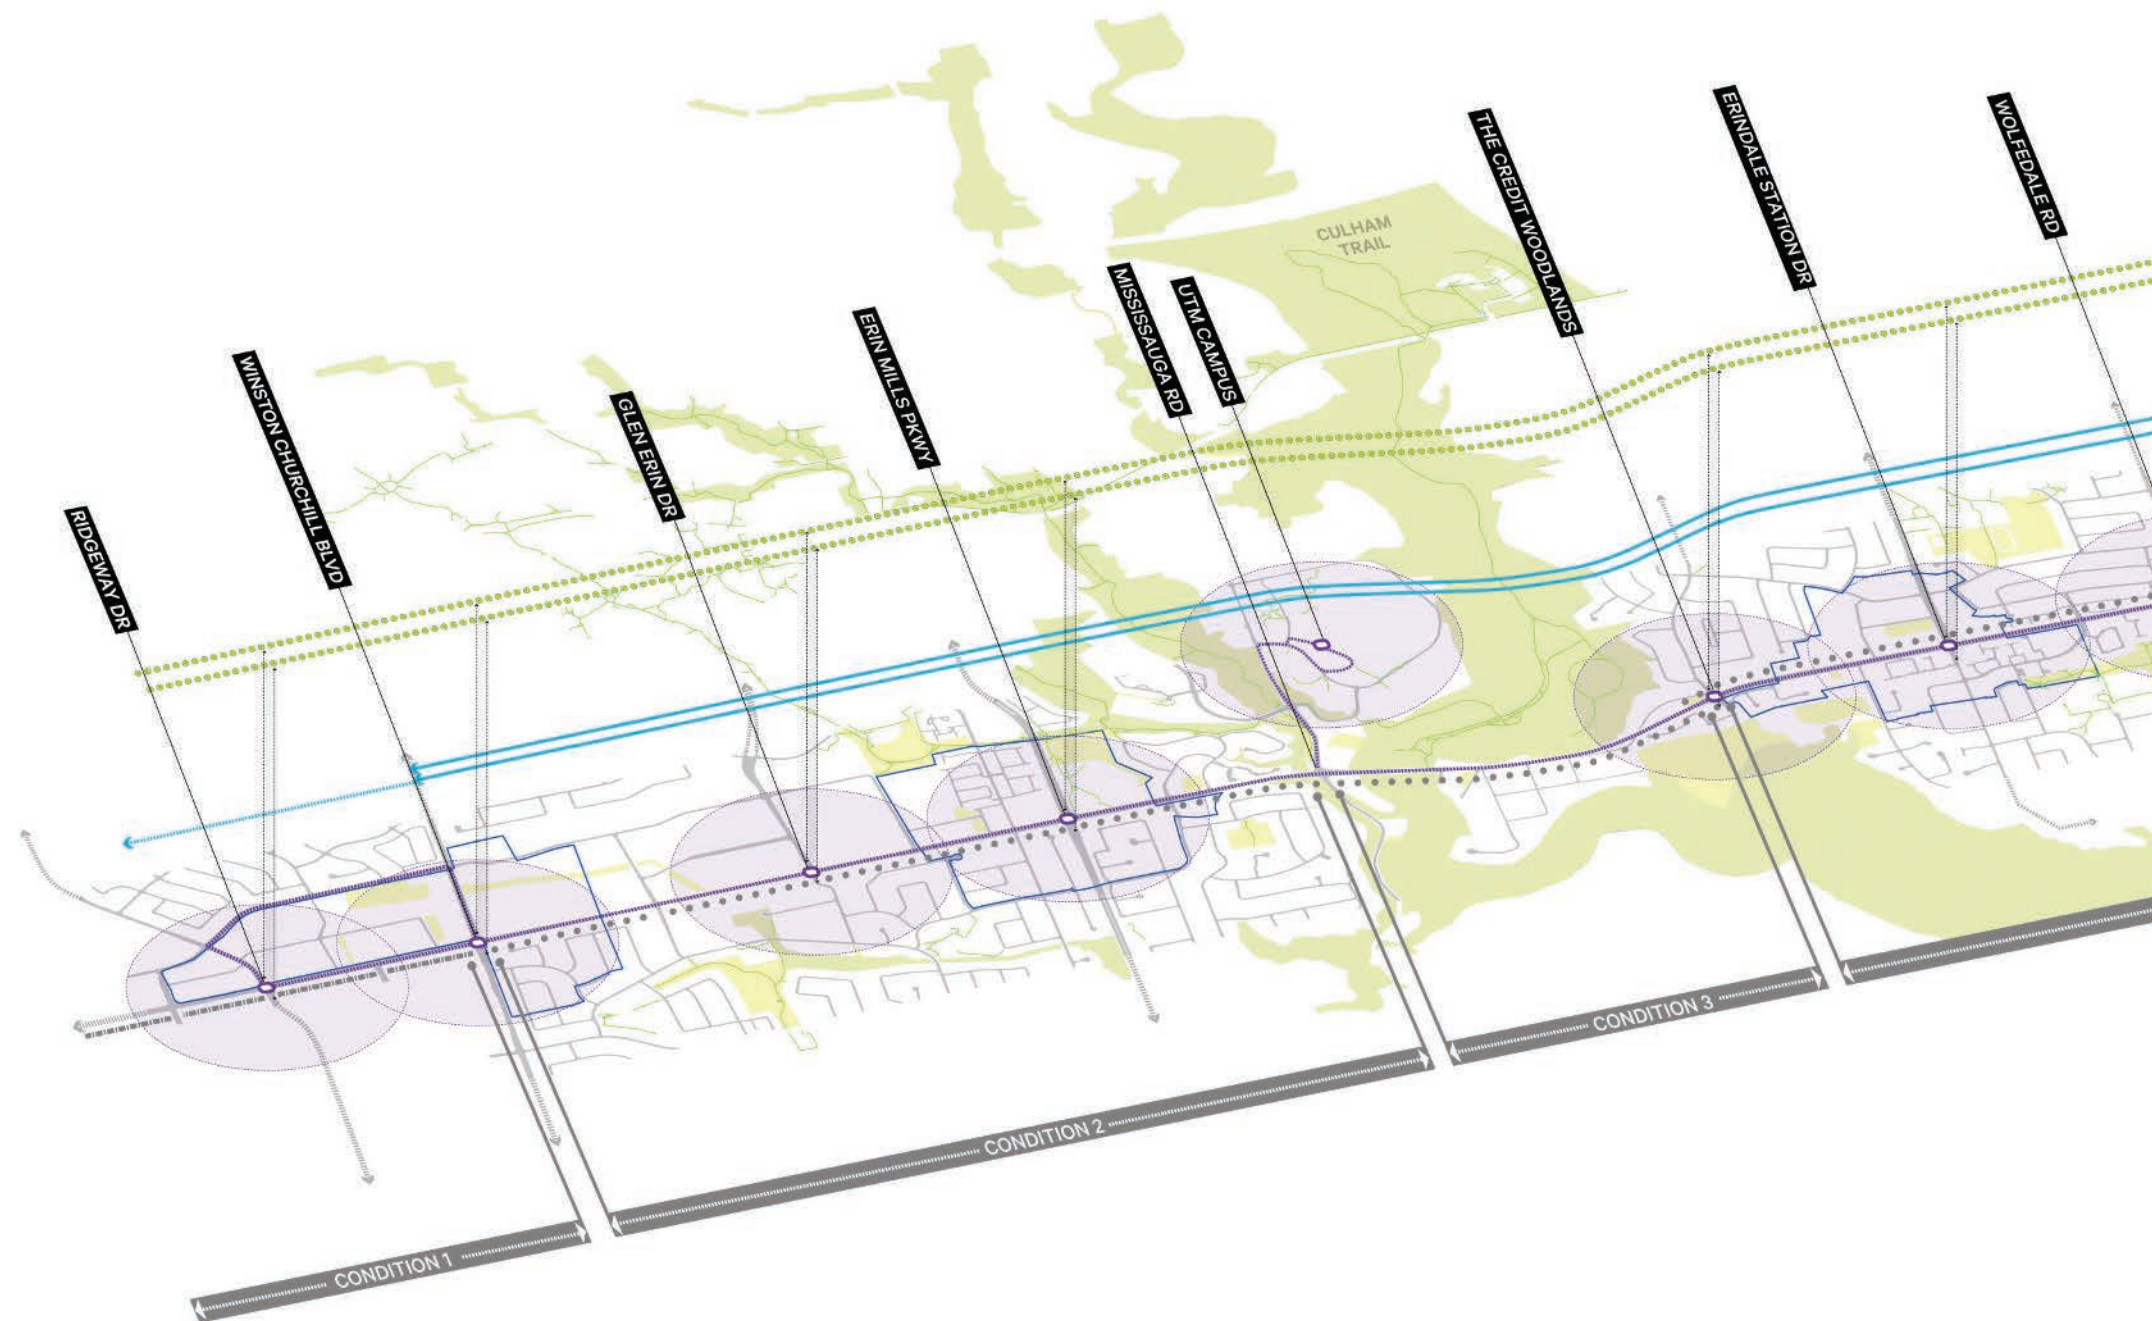 RIDGEWAY DR
WINSTON CHURCHILL BLVD
GLEN ERIN DR
ERIN MILLS PKWY
MISSISSAUGA RD
UTM CAMPUS
THE CREDIT WOODLANDS
ERINDALE STATION DR
WOLFEDALE RD
CULHAM
TRAIL
CONDITION 1
CONDITION 2
CONDITION 3